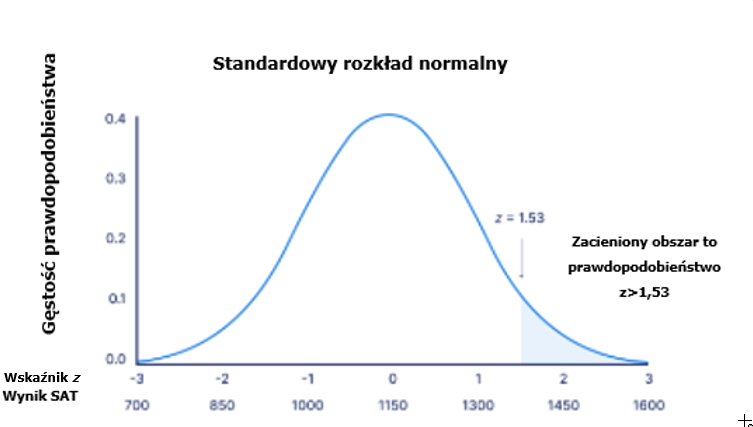 Standardowy rozkład normalny
Gęstość prawdopodobieństwa
0.4
0.3
0.2
0.1
0.0
z = 1.53
Zacieniony obszar to
prawdopodobieństwo
z>1,53
Wskaźnik z
-3 -2 -1 0 1 2 3
Wynik SAT
700 850 1000 1150 1300 1450 1600